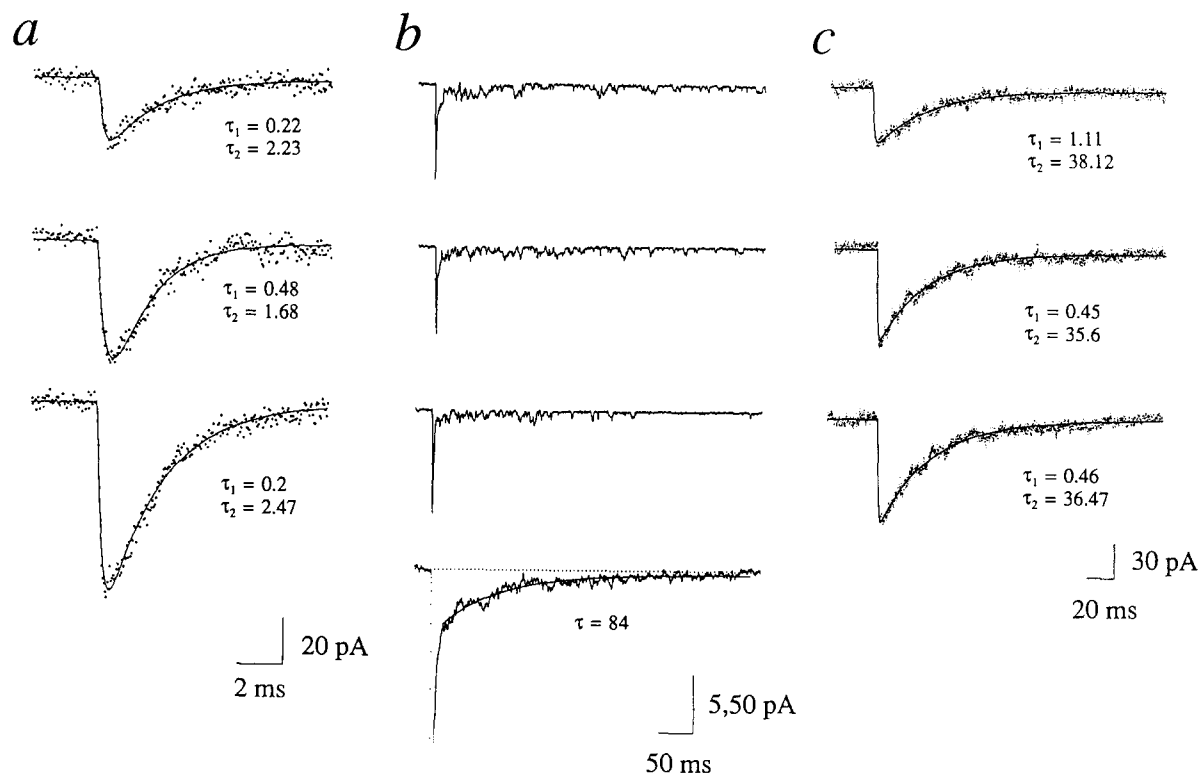 a
b
c
τ₁ = 0.22
τ₂ = 2.23
τ₁ = 1.11
τ₂ = 38.12
τ₁ = 0.48
τ₂ = 1.68
τ₁ = 0.45
τ₂ = 35.6
τ₁ = 0.2
τ₂ = 2.47
τ₁ = 0.46
τ₂ = 36.47
τ = 84
20 pA
2 ms
5,50 pA
50 ms
30 pA
20 ms